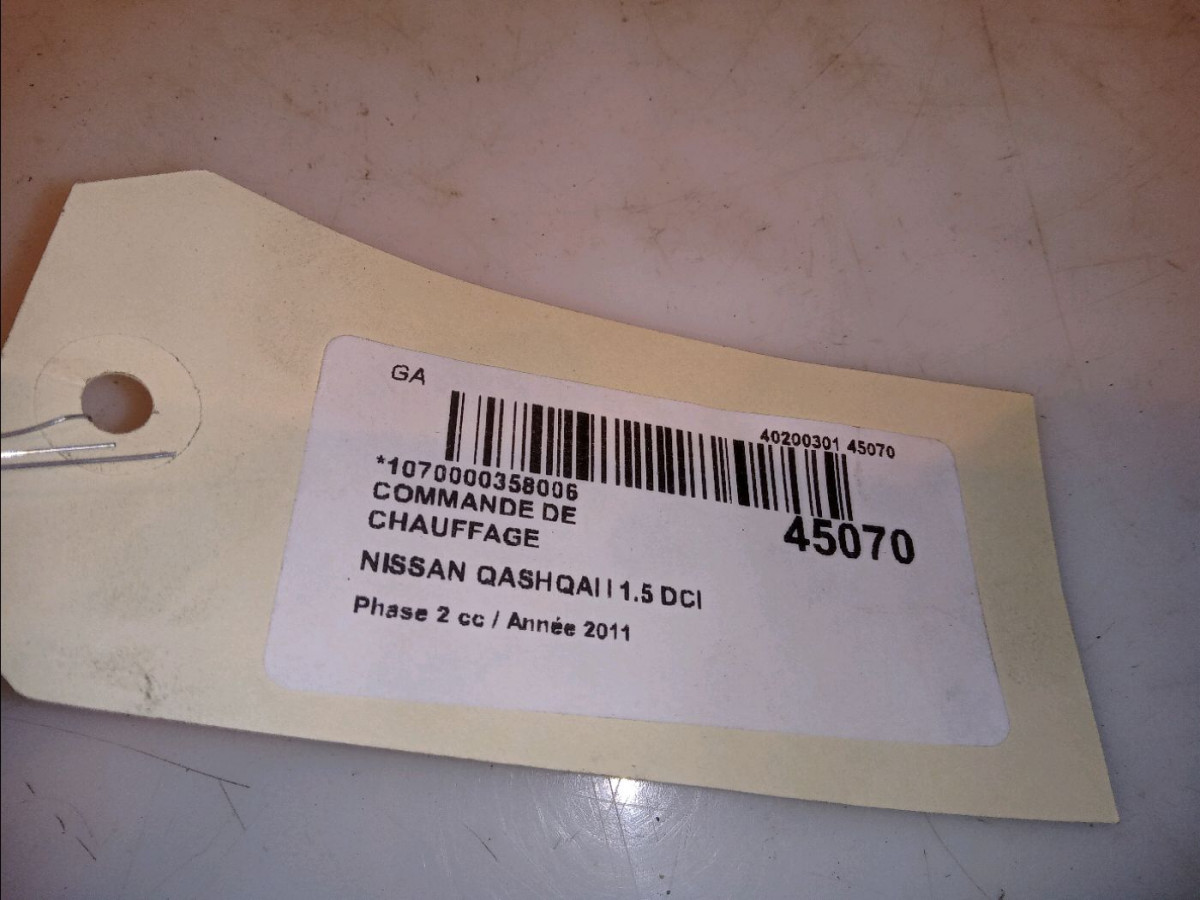 GA
40200301 45070
*1070000358006
COMMANDE DE
CHAUFFAGE
45070
NISSAN QASHQAI I 1.5 DCI
Phase 2 cc / Année 2011